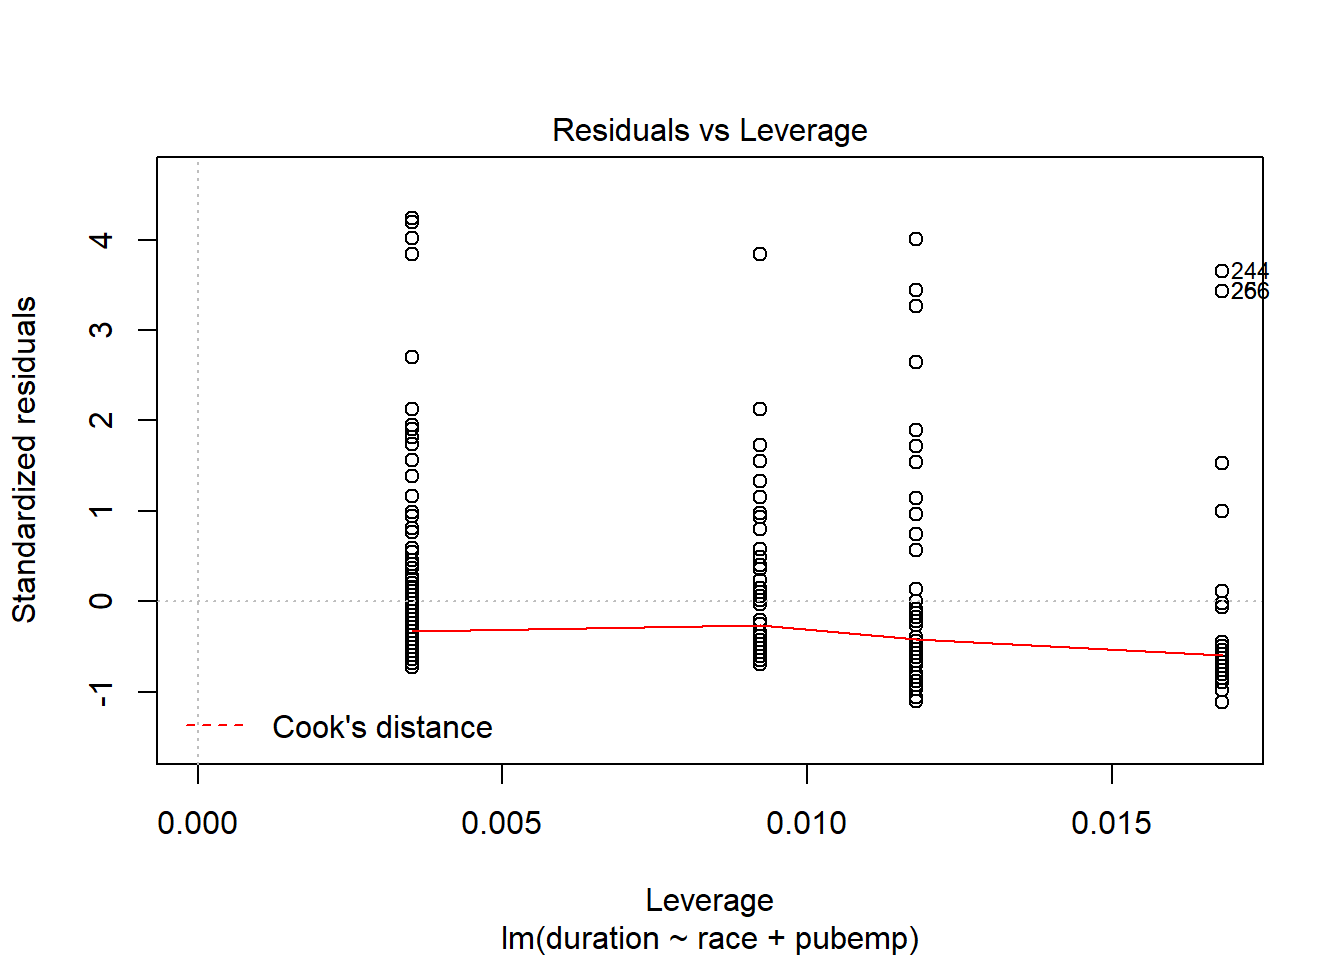 Residuals vs Leverage
Standardized residuals
4
3
2
1
0
-1
244
266
Cook's distance
0.000 0.005 0.010 0.015
Leverage
lm(duration ~ race + pubemp)